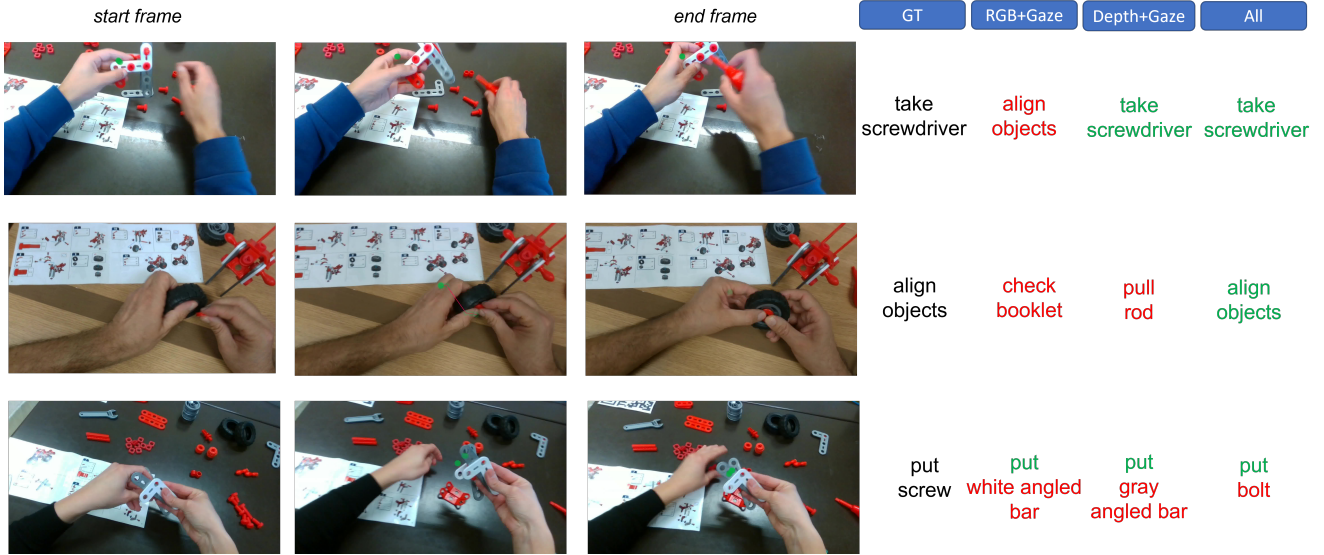 start frame
end frame
GT
RGB+Gaze
Depth+Gaze
All
take
screwdriver
align
objects
take
screwdriver
take
screwdriver
align
objects
check
booklet
pull
rod
align
objects
put
screw
put
white angled
bar
put
gray
angled bar
put
bolt